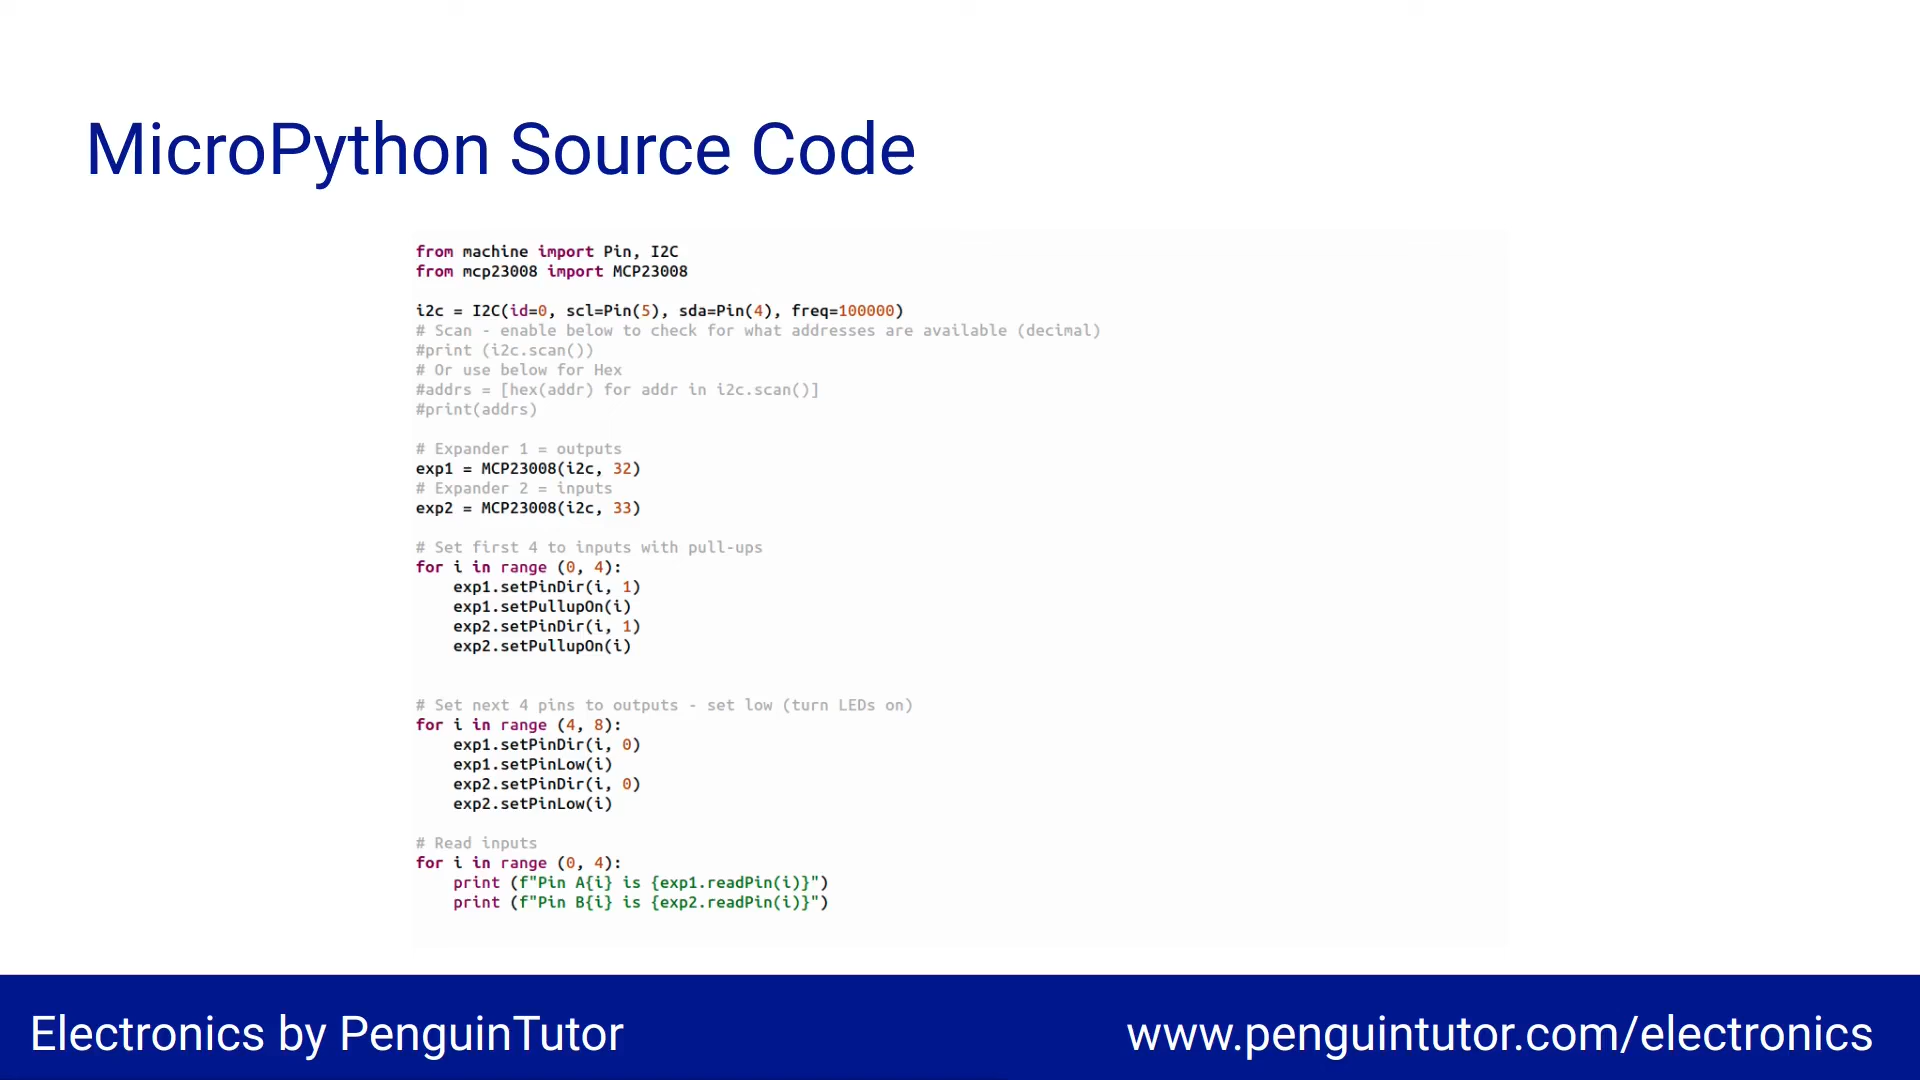 MicroPython Source Code
from machine import Pin, I2C
from mcp23008 import MCP23008
i2c = I2C(id=0, scl=Pin(5), sda=Pin(4), freq=100000)
# Scan - enable below to check for what addresses are available (decimal)
#print (i2c.scan())
# Or use below for Hex
#addrs = [hex(addr) for addr in i2c.scan()]
#print(addrs)
# Expander 1 = outputs
exp1 = MCP23008(i2c, 32)
# Expander 2 = inputs
exp2 = MCP23008(i2c, 33)
# Set first 4 to inputs with pull-ups
for i in range (0, 4):
    exp1.setPinDir(i, 1)
    exp1.setPullupOn(i)
    exp2.setPinDir(i, 1)
    exp2.setPullupOn(i)
# Set next 4 pins to outputs - set low (turn LEDs on)
for i in range (4, 8):
    exp1.setPinDir(i, 0)
    exp1.setPinLow(i)
    exp2.setPinDir(i, 0)
    exp2.setPinLow(i)
# Read inputs
for i in range (0, 4):
    print (f"Pin A{i} is {exp1.readPin(i)}")
    print (f"Pin B{i} is {exp2.readPin(i)}")
Electronics by PenguinTutor
www.penguintutor.com/electronics